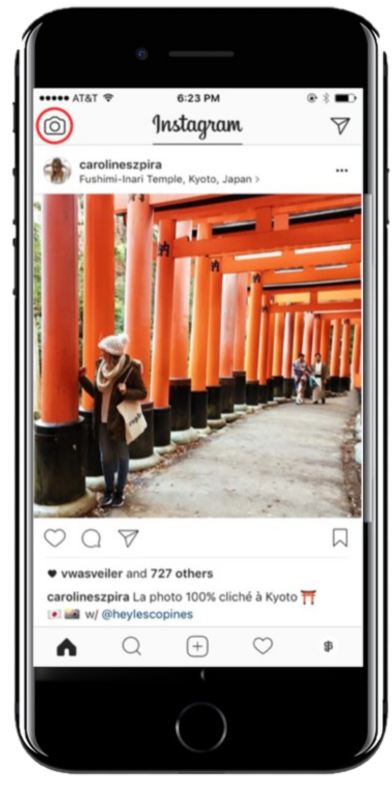 AT&T 6:23 PM
Instagram
carolineszpira
Fushimi-Inari Temple, Kyoto, Japan >
vwasveiler and 727 others
carolineszpira La photo 100% cliché à Kyoto ⛩
🇯🇵 📸 w/ @heylescopines